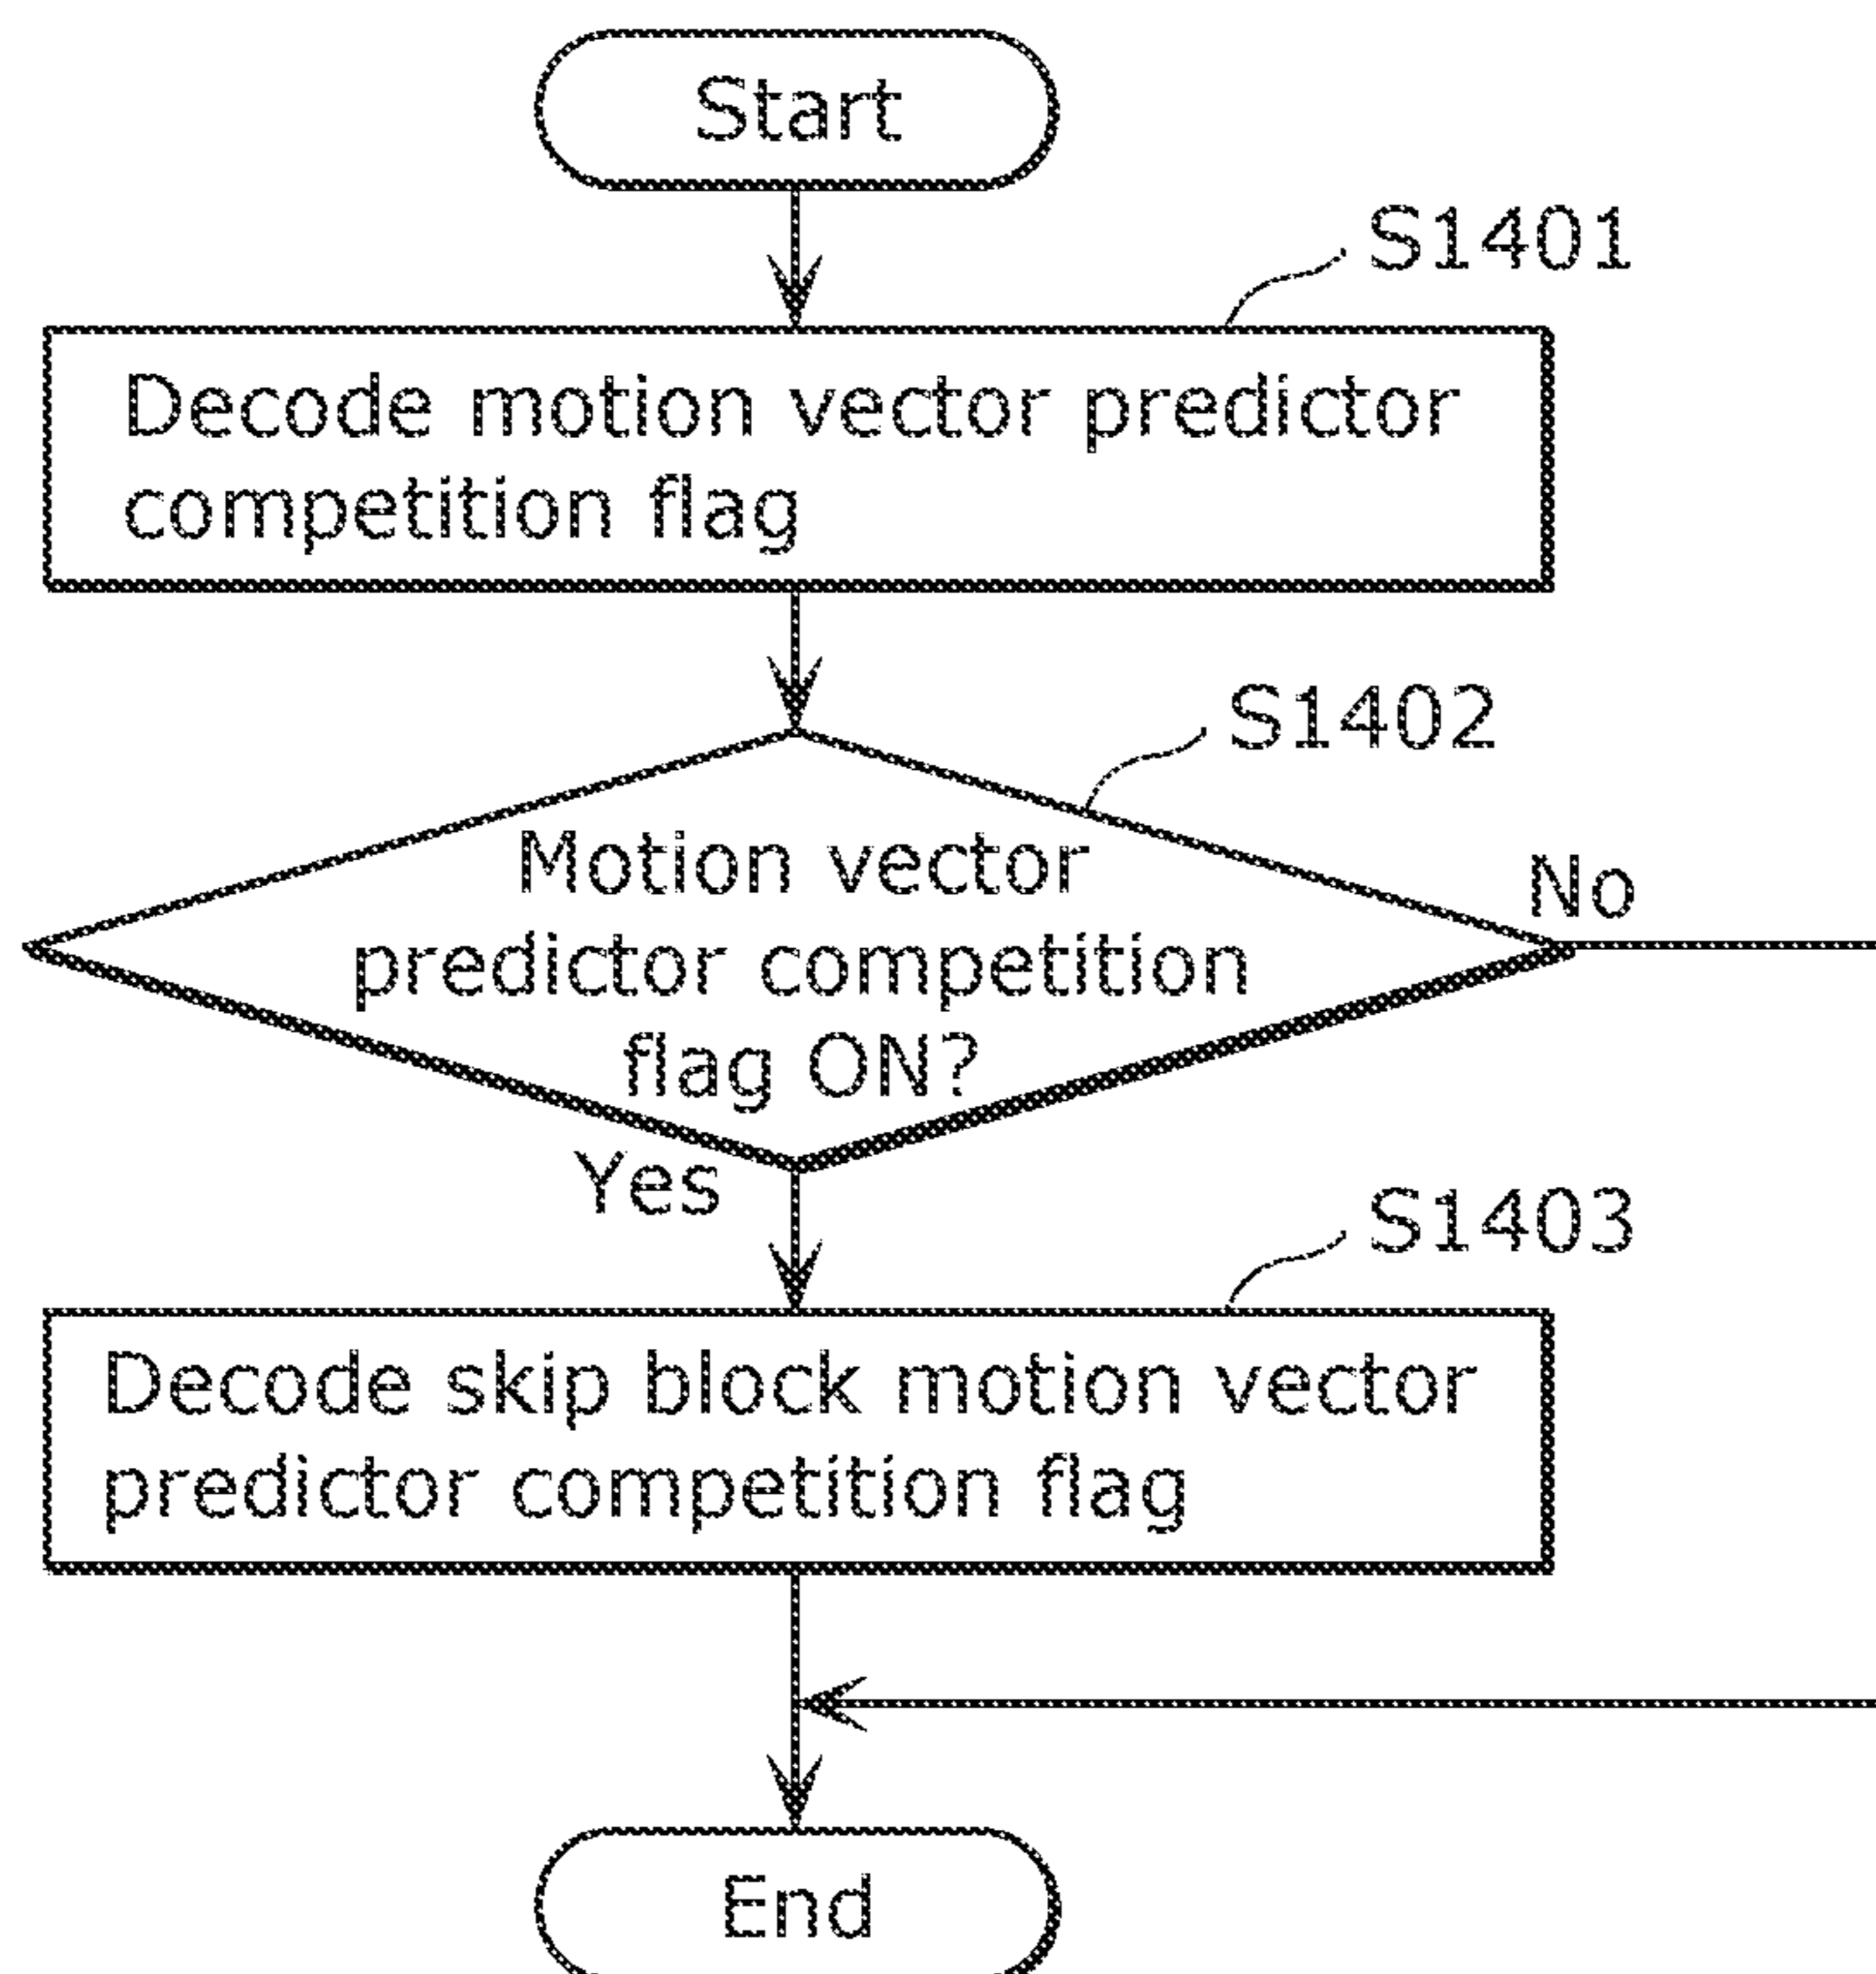 Start
S1401
Decode motion vector predictor
competition flag
S1402
Motion vector
predictor competition
flag ON?
No
Yes
S1403
Decode skip block motion vector
predictor competition flag
End